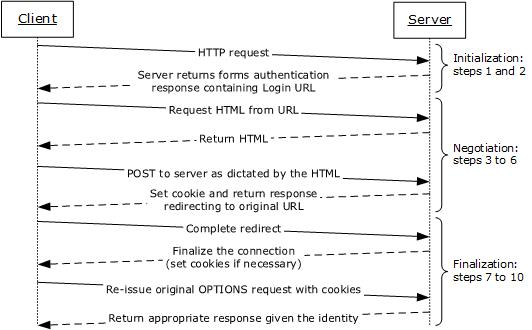 Client
Server
HTTP request
Server returns forms authentication
response containing Login URL
Initialization:
steps 1 and 2
Request HTML from URL
Return HTML
POST to server as dictated by the HTML
Set cookie and return response
redirecting to original URL
Negotiation:
steps 3 to 6
Complete redirect
Finalize the connection
(set cookies if necessary)
Re-issue original OPTIONS request with cookies
Return appropriate response given the identity
Finalization:
steps 7 to 10